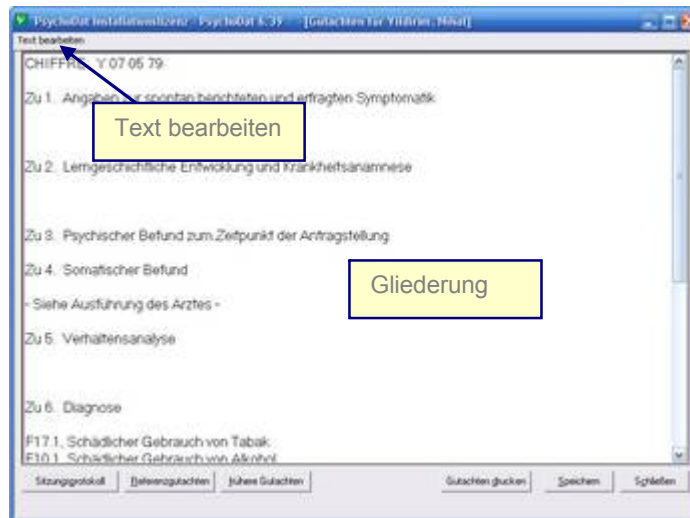 PsychoDat Installationslizenz PsychoDat 6.39 - [Gutachten für Yildirim, Nihat]
Text bearbeiten
CHIFFRE Y 07 05 79
Zu 1. Angaben zur spontan berichteten und erfragten Symptomatik
Text bearbeiten
Zu 2. Lerngeschichtliche Entwicklung und Krankheitsanamnese
Zu 3. Psychischer Befund zum Zeitpunkt der Antragstellung
Zu 4. Somatischer Befund
Gliederung
- Siehe Ausführung des Arztes -
Zu 5. Verhaltensanalyse
Zu 6. Diagnose
F17.1, Schädlicher Gebrauch von Tabak
F10.1, Schädlicher Gebrauch von Alkohol
Sitzungsprotokoll Referenzgutachten frühere Gutachten Gutachten drucken Speichern Schließen